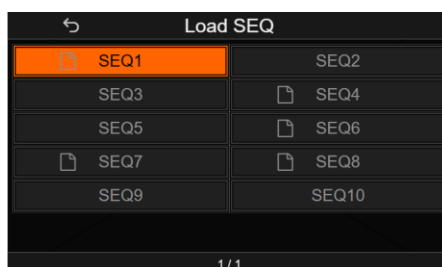 Load SEQ
SEQ1 SEQ2
SEQ3 SEQ4
SEQ5 SEQ6
SEQ7 SEQ8
SEQ9 SEQ10
1/1